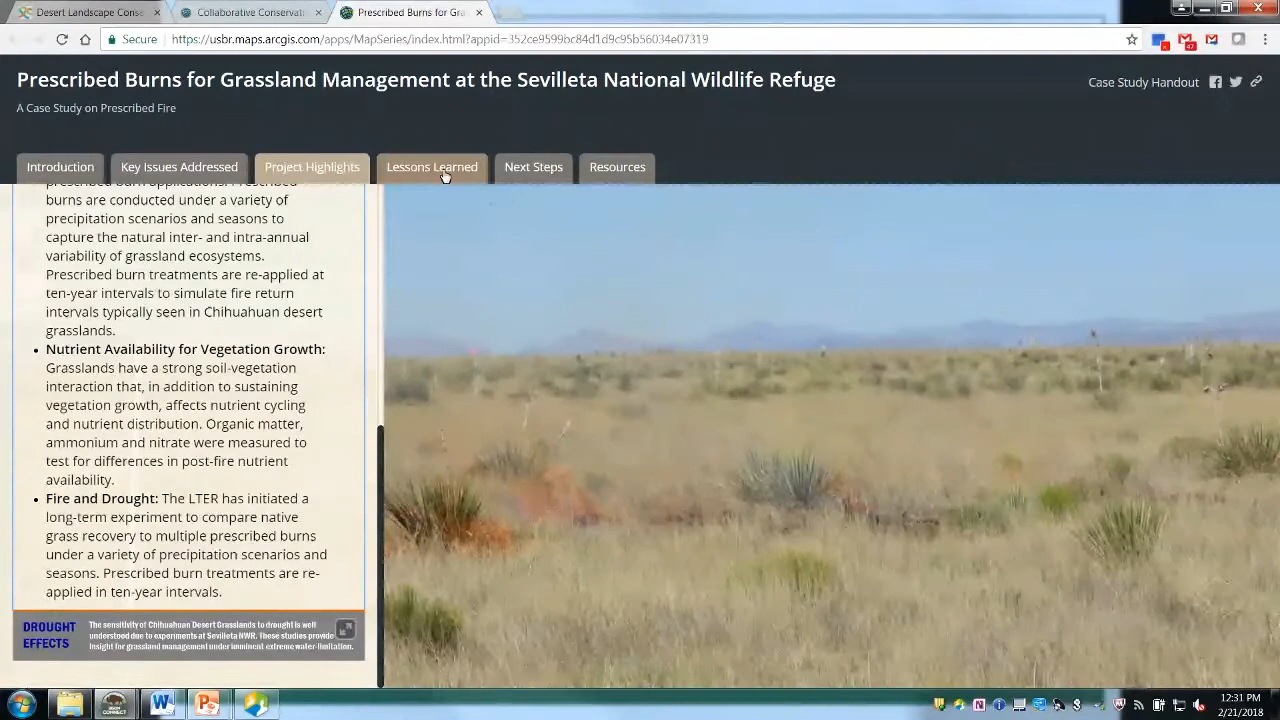 Desert Landscape Cons
Collaborative Conservati
Prescribed Burns for Gra
Secure
https://usbr.maps.arcgis.com/apps/MapSeries/index.html?appid=352ce9599bc84d1d9c95b56034e07319
47
Prescribed Burns for Grassland Management at the Sevilleta National Wildlife Refuge
Case Study Handout
A Case Study on Prescribed Fire
Introduction
Key Issues Addressed
Project Highlights
Lessons Learned
Next Steps
Resources
prescribed burn applications. Prescribed
burns are conducted under a variety of
precipitation scenarios and seasons to
capture the natural inter- and intra-annual
variability of grassland ecosystems.
Prescribed burn treatments are re-applied at
ten-year intervals to simulate fire return
intervals typically seen in Chihuahuan desert
grasslands.
• Nutrient Availability for Vegetation Growth:
Grasslands have a strong soil-vegetation
interaction that, in addition to sustaining
vegetation growth, affects nutrient cycling
and nutrient distribution. Organic matter,
ammonium and nitrate were measured to
test for differences in post-fire nutrient
availability.
• Fire and Drought: The LTER has initiated a
long-term experiment to compare native
grass recovery to multiple prescribed burns
under a variety of precipitation scenarios and
seasons. Prescribed burn treatments are re-
applied in ten-year intervals.
DROUGHT
EFFECTS
The sensitivity of Chihuahuan Desert Grasslands to drought is well
understood due to experiments at Sevilleta NWR. These studies provide
insight for grassland management under imminent extreme water-limitation.
12:31 PM
2/21/2018